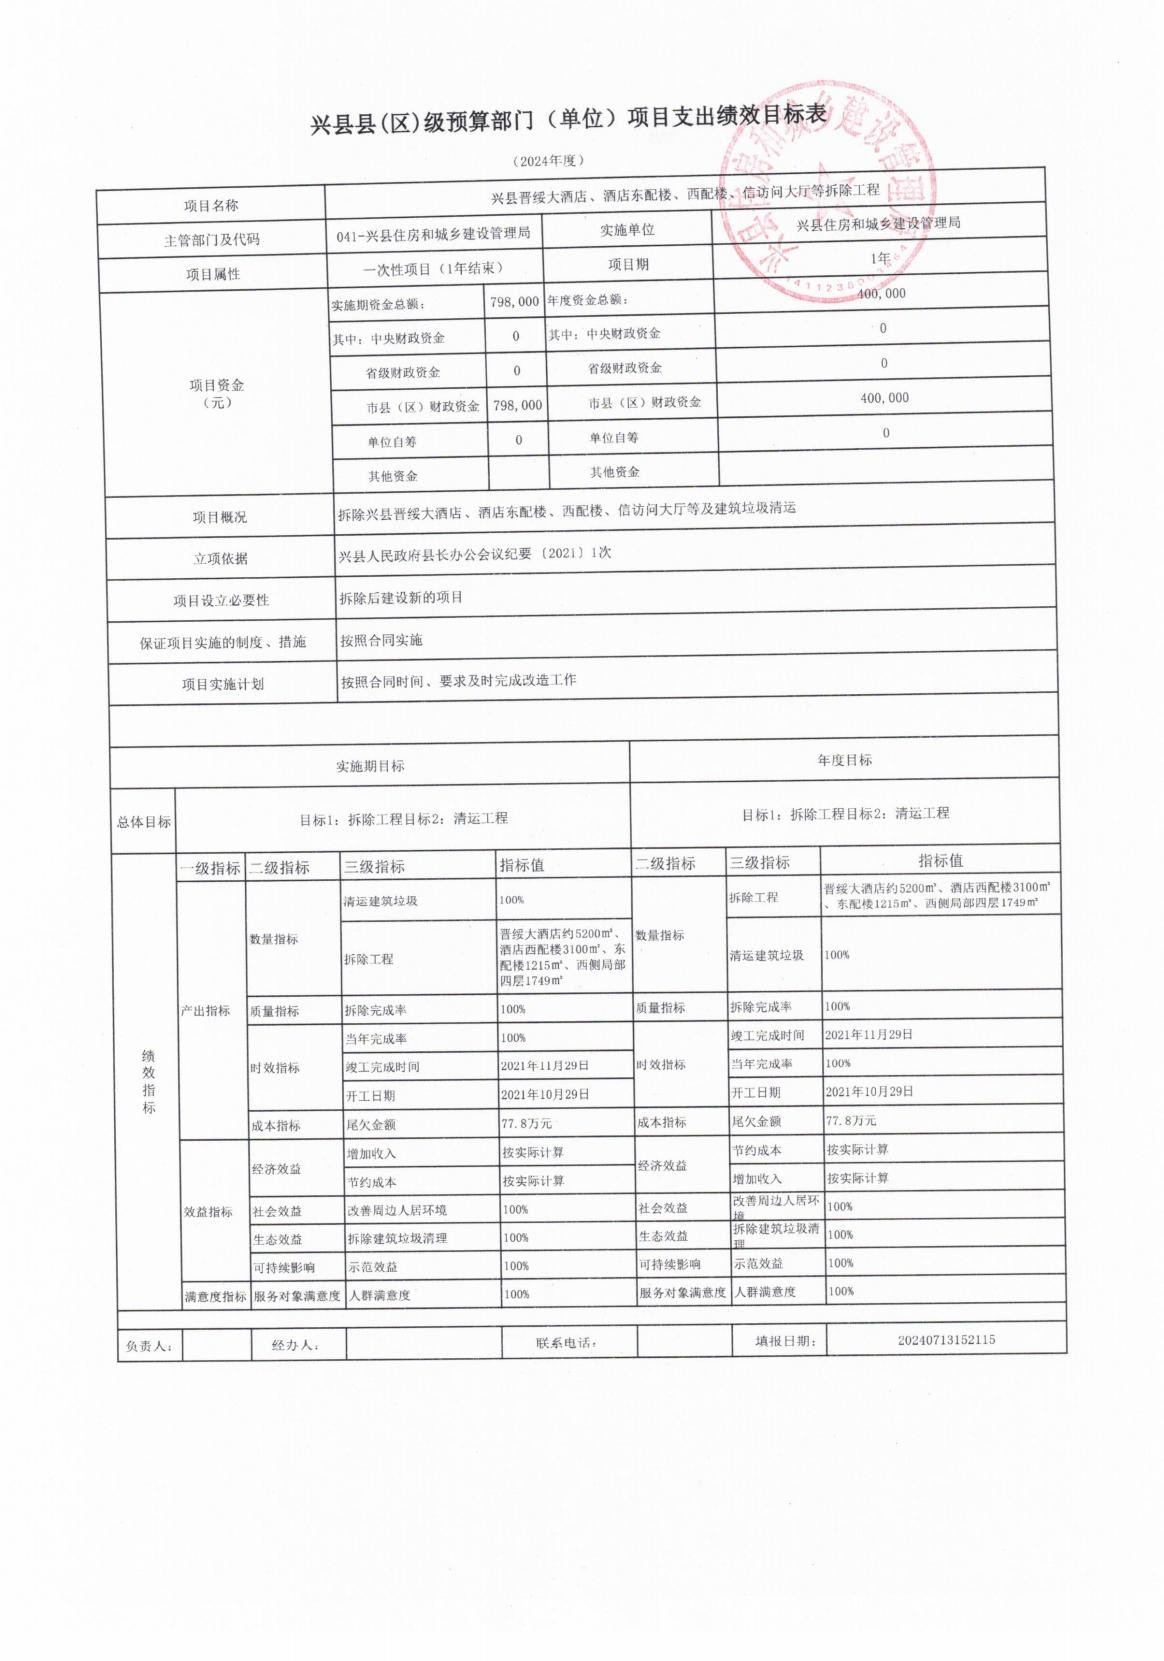 兴县县(区)级预算部门（单位）项目支出绩效目标表
（2024年度）
项目名称 兴县晋绥大酒店、酒店东配楼、西配楼、信访问大厅等拆除工程
主管部门及代码 041-兴县住房和城乡建设管理局 实施单位 兴县住房和城乡建设管理局
项目属性 一次性项目（1年结束） 项目期 1年
项目资金
（元）
实施期资金总额： 798,000 年度资金总额： 400,000
其中：中央财政资金 0 其中：中央财政资金 0
省级财政资金 0 省级财政资金 0
市县（区）财政资金 798,000 市县（区）财政资金 400,000
单位自筹 0 单位自筹 0
其他资金 其他资金
项目概况 拆除兴县晋绥大酒店、酒店东配楼、西配楼、信访问大厅等及建筑垃圾清运
立项依据 兴县人民政府县长办公会议纪要〔2021〕1次
项目设立必要性 拆除后建设新的项目
保证项目实施的制度、措施 按照合同实施
项目实施计划 按照合同时间、要求及时完成改造工作
实施期目标 年度目标
总体目标 目标1：拆除工程目标2：清运工程 目标1：拆除工程目标2：清运工程
绩效指标
一级指标 二级指标 三级指标 指标值 二级指标 三级指标 指标值
产出指标
数量指标 清运建筑垃圾 100% 数量指标 拆除工程 晋绥大酒店约5200㎡、酒店西配楼3100㎡
、东配楼1215㎡、西侧局部四层1749㎡
拆除工程 晋绥大酒店约5200㎡、
酒店西配楼3100㎡、东
配楼1215㎡、西侧局部
四层1749㎡
清运建筑垃圾 100%
质量指标 拆除完成率 100% 质量指标 拆除完成率 100%
时效指标 当年完成率 100% 时效指标 竣工完成时间 2021年11月29日
竣工完成时间 2021年11月29日 当年完成率 100%
开工日期 2021年10月29日 开工日期 2021年10月29日
成本指标 尾欠金额 77.8万元 成本指标 尾欠金额 77.8万元
效益指标
经济效益 增加收入 按实际计算 经济效益 节约成本 按实际计算
节约成本 按实际计算 增加收入 按实际计算
社会效益 改善周边人居环境 100% 社会效益 改善周边人居环
境 100%
生态效益 拆除建筑垃圾清理 100% 生态效益 拆除建筑垃圾清
理 100%
可持续影响 示范效益 100% 可持续影响 示范效益 100%
满意度指标 服务对象满意度 人群满意度 100% 服务对象满意度 人群满意度 100%
负责人： 经办人： 联系电话： 填报日期： 20240713152115
兴县住房和城乡建设管理局